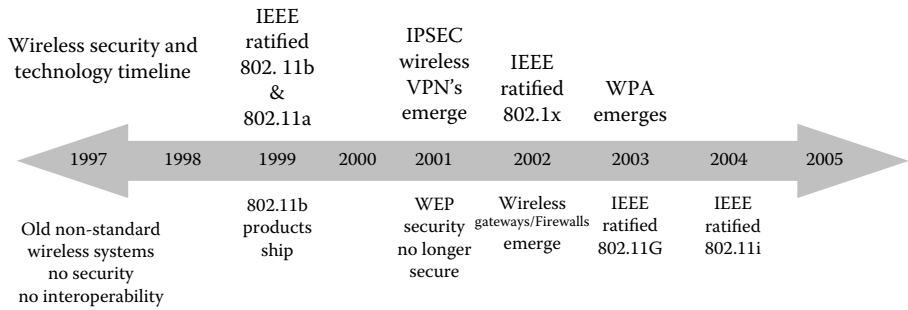 Wireless security and
technology timeline
IEEE
ratified
802. 11b
&
802.11a
IPSEC
wireless
VPN's
emerge
IEEE
ratified
802.1x
WPA
emerges
1997
1998
1999
2000
2001
2002
2003
2004
2005
Old non-standard
wireless systems
no security
no interoperability
802.11b
products
ship
WEP
security
no longer
secure
Wireless
gateways/Firewalls
emerge
IEEE
ratified
802.11G
IEEE
ratified
802.11i